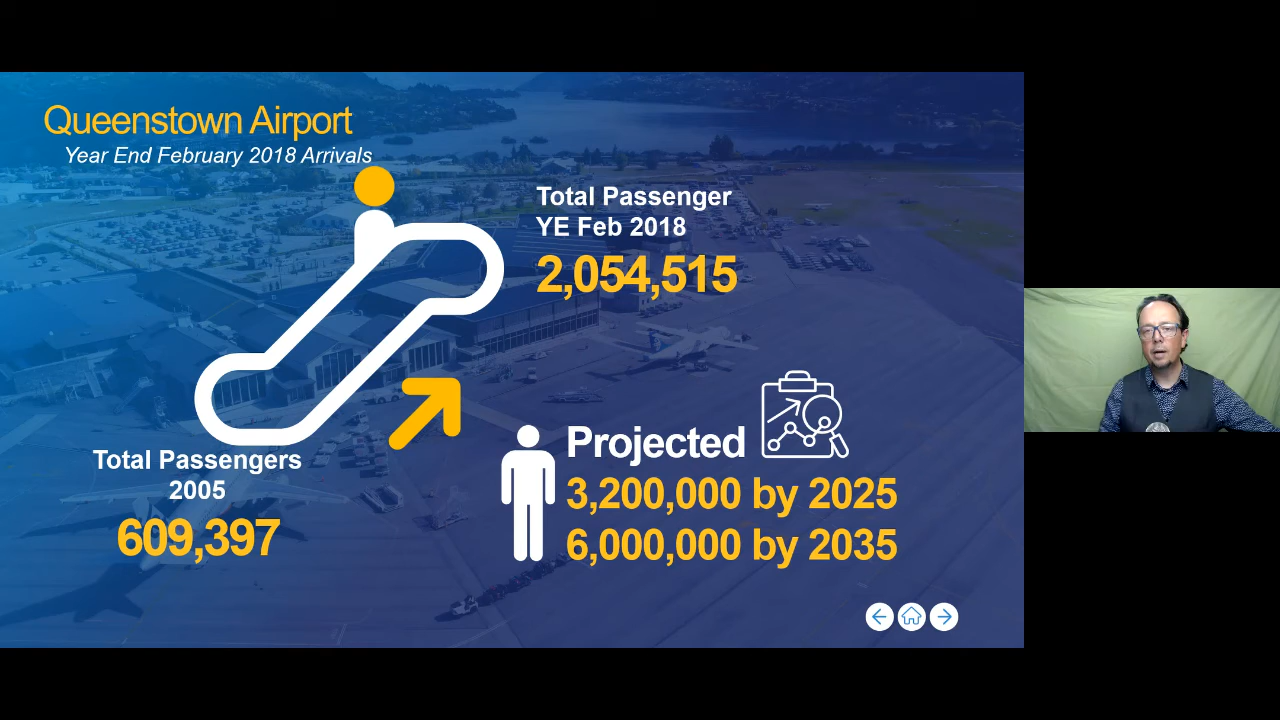 Queenstown Airport
Year End February 2018 Arrivals
Total Passenger
YE Feb 2018
2,054,515
Total Passengers
2005
609,397
Projected
3,200,000 by 2025
6,000,000 by 2035